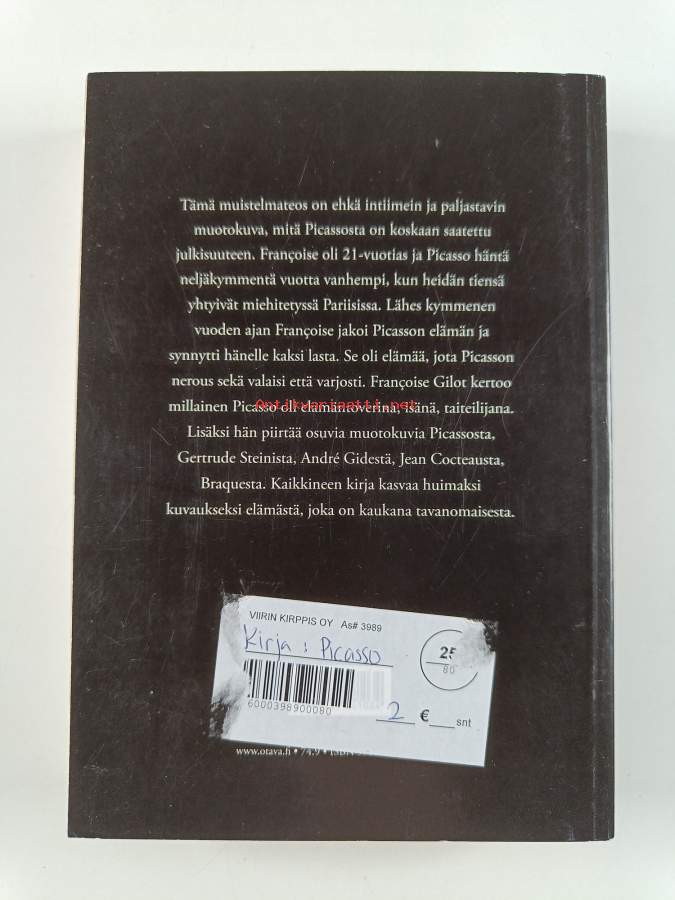 Tämä muistelmateos on ehkä intiimein ja paljastavin
muotokuva, mitä Picassosta on koskaan saatettu
julkisuuteen. Françoise oli 21-vuotias ja Picasso häntä
neljäkymmentä vuotta vanhempi, kun heidän tiensä
yhtyivät miehitetyssä Pariisissa. Lähes kymmenen
vuoden ajan Françoise jakoi Picasson elämän ja
synnytti hänelle kaksi lasta. Se oli elämää, jota Picasson
nerous sekä valaisi että varjosti. Françoise Gilot kertoo
Antikvariaatti.net
millainen Picasso oli elämäntoverina, isänä, taiteilijana.
Lisäksi hän piirtää osuvia muotokuvia Picassosta,
Gertrude Steinista, André Gidestä, Jean Cocteausta,
Braquesta. Kaikkineen kirja kasvaa huimaksi
kuvaukseksi elämästä, joka on kaukana tavanomaisesta.
VIIRIN KIRPPIS OY As# 3989
Kirja : Picasso
25
80
6000398900080
2 € snt
www.otava.fi •